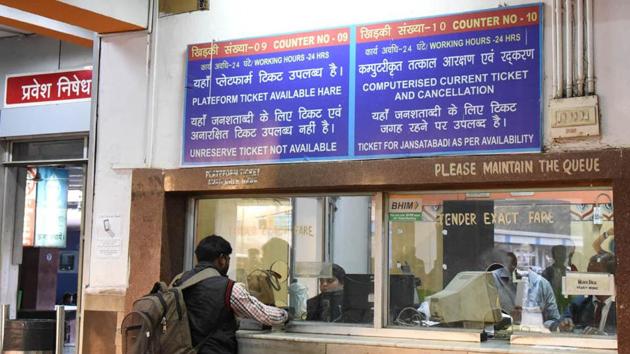 खिड़की संख्या-09 COUNTER NO - 09
कार्य अवधि-24 घंटे/ WORKING HOURS -24 HRS
यहाँ प्लेटफार्म टिकट उपलब्ध है।
PLATEFORM TICKET AVAILABLE HARE
यहाँ जनशताब्दी के लिए टिकट एवं
अनारक्षित टिकट उपलब्ध नहीं है।
UNRESERVE TICKET NOT AVAILABLE
खिड़की संख्या-10 COUNTER NO - 10
कार्य अवधि-24 घंटे/ WORKING HOURS -24 HRS
कम्पुटरीकृत तत्काल आरक्षण एवं रद्दकरण
COMPUTERISED CURRENT TICKET
AND CANCELLATION
यहाँ जनशताब्दी के लिए टिकट
जगह रहने पर उपलब्ध है।
TICKET FOR JANSATABADI AS PER AVAILABILITY
प्रवेश निषेध
PLEASE MAINTAIN THE QUEUE
PLATEFORM TICKET
AVAILABLE HERE
BHIM
TENDER EXACT FARE